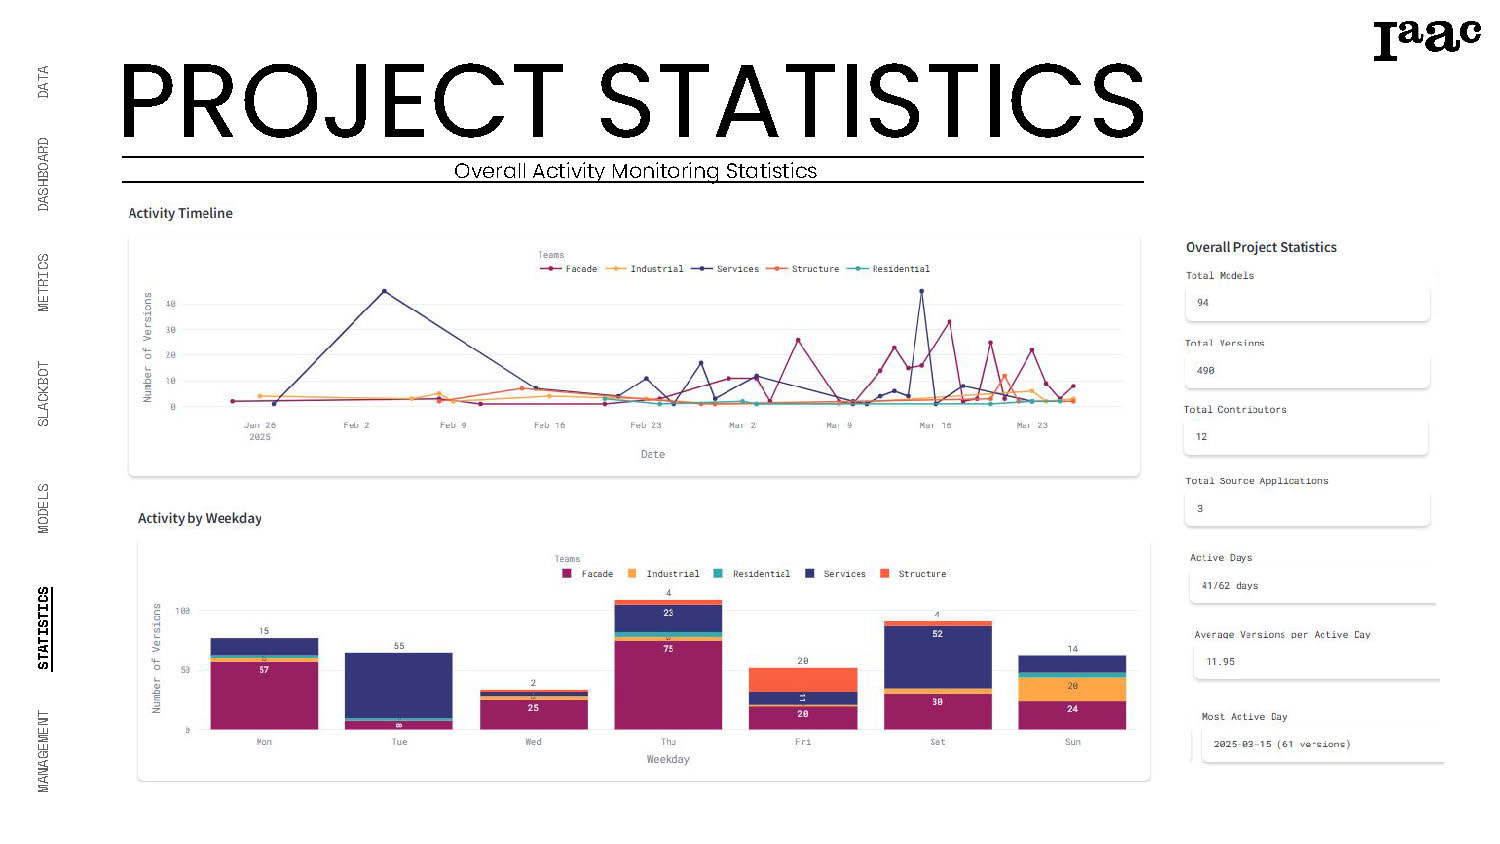 Iaac
PROJECT STATISTICS
Overall Activity Monitoring Statistics
DATA
DASHBOARD
METRICS
SLACKBOT
MODELS
STATISTICS
MANAGEMENT
Activity Timeline
Teams
Facade Industrial Services Structure Residential
Number of Versions
40
30
20
10
0
Jan 26 Feb 2 Feb 9 Feb 16 Feb 23 Mar 2 Mar 9 Mar 16 Mar 23
2025
Date
Activity by Weekday
Teams
Facade Industrial Residential Services Structure
Number of Versions
100
50
0
15
57
55
8
2
25
4
23
75
20
11
20
4
52
30
14
20
24
Mon Tue Wed Thu Fri Sat Sun
Weekday
Overall Project Statistics
Total Models
94
Total Versions
490
Total Contributors
12
Total Source Applications
3
Active Days
41/62 days
Average Versions per Active Day
11.95
Most Active Day
2025-03-15 (61 versions)